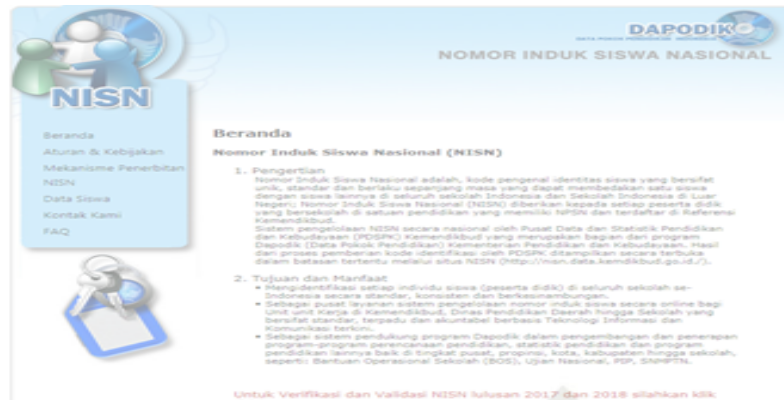 DAPODIK
NOMOR INDUK SISWA NASIONAL
NISN
Beranda
Aturan & Kebijakan
Mekanisme Penerbitan
NISN
Data Siswa
Kontak Kami
FAQ
Beranda
Nomor Induk Siswa Nasional (NISN)
1. Pengertian
Nomor Induk Siswa Nasional adalah, kode pengenal identitas siswa yang bersifat
unik, standar dan berlaku sepanjang masa yang dapat membedakan satu siswa
dengan siswa lainnya di seluruh sekolah Indonesia dan Sekolah Indonesia di Luar
Negeri; Nomor Induk Siswa Nasional (NISN) diberikan kepada setiap peserta didik
yang bersekolah di satuan pendidikan yang memiliki NPSN dan terdaftar di Referensi
Kemendikbud.
Sistem pengelolaan NISN secara nasional oleh Pusat Data dan Statistik Pendidikan
dan Kebudayaan (PDSPK) Kemendikbud yang merupakan bagian dari program
Dapodik (Data Pokok Pendidikan) Kementerian Pendidikan dan Kebudayaan. Hasil
dari proses pemberian kode identifikasi oleh PDSPK ditampilkan secara terbuka
dalam batasan tertentu melalui situs NISN (http://nisn.data.kemdikbud.go.id./).
2. Tujuan dan Manfaat
• Mengidentifikasi setiap individu siswa (peserta didik) di seluruh sekolah se-
Indonesia secara standar, konsisten dan berkesinambungan.
• Sebagai pusat layanan sistem pengelolaan nomor induk siswa secara online bagi
Unit unit Kerja di Kemendikbud, Dinas Pendidikan Daerah hingga Sekolah yang
bersifat standar, terpadu dan akuntabel berbasis Teknologi Informasi dan
Komunikasi terkini.
• Sebagai sistem pendukung program Dapodik dalam pengembangan dan penerapan
program-program perencanaan pendidikan, statistik pendidikan dan program
pendidikan lainnya baik di tingkat pusat, propinsi, kota, kabupaten hingga sekolah,
seperti: Bantuan Operasional Sekolah (BOS), Ujian Nasional, PIP, SNMPTN.
Untuk Verifikasi dan Validasi NISN lulusan 2017 dan 2018 silahkan klik